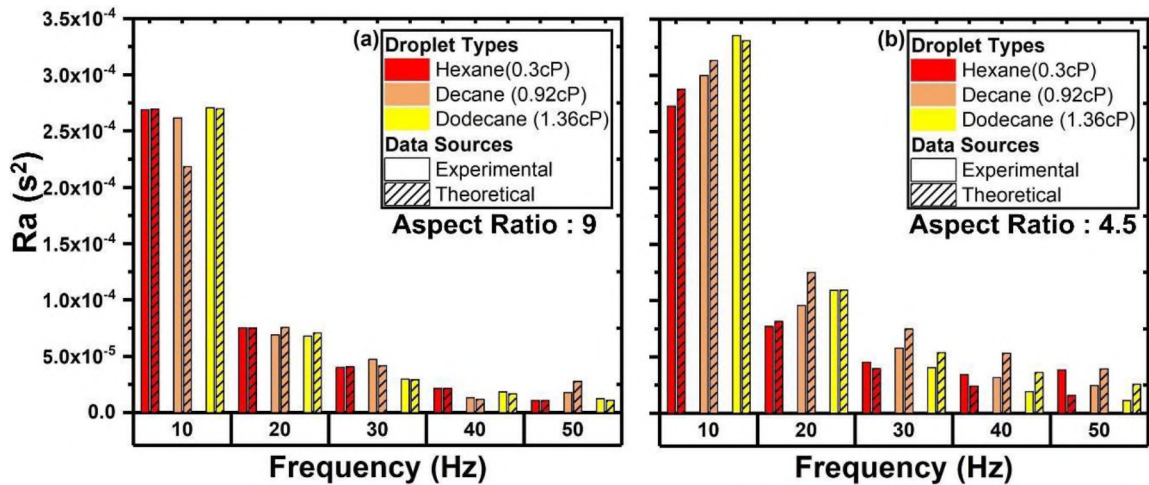 Ra (s²)
3.5x10⁻⁴
3.0x10⁻⁴
2.5x10⁻⁴
2.0x10⁻⁴
1.5x10⁻⁴
1.0x10⁻⁴
5.0x10⁻⁵
0.0
(a)
Droplet Types
Hexane(0.3cP)
Decane (0.92cP)
Dodecane (1.36cP)
Data Sources
Experimental
Theoretical
Aspect Ratio : 9
10 20 30 40 50
Frequency (Hz)
(b)
Droplet Types
Hexane(0.3cP)
Decane (0.92cP)
Dodecane (1.36cP)
Data Sources
Experimental
Theoretical
Aspect Ratio : 4.5
10 20 30 40 50
Frequency (Hz)